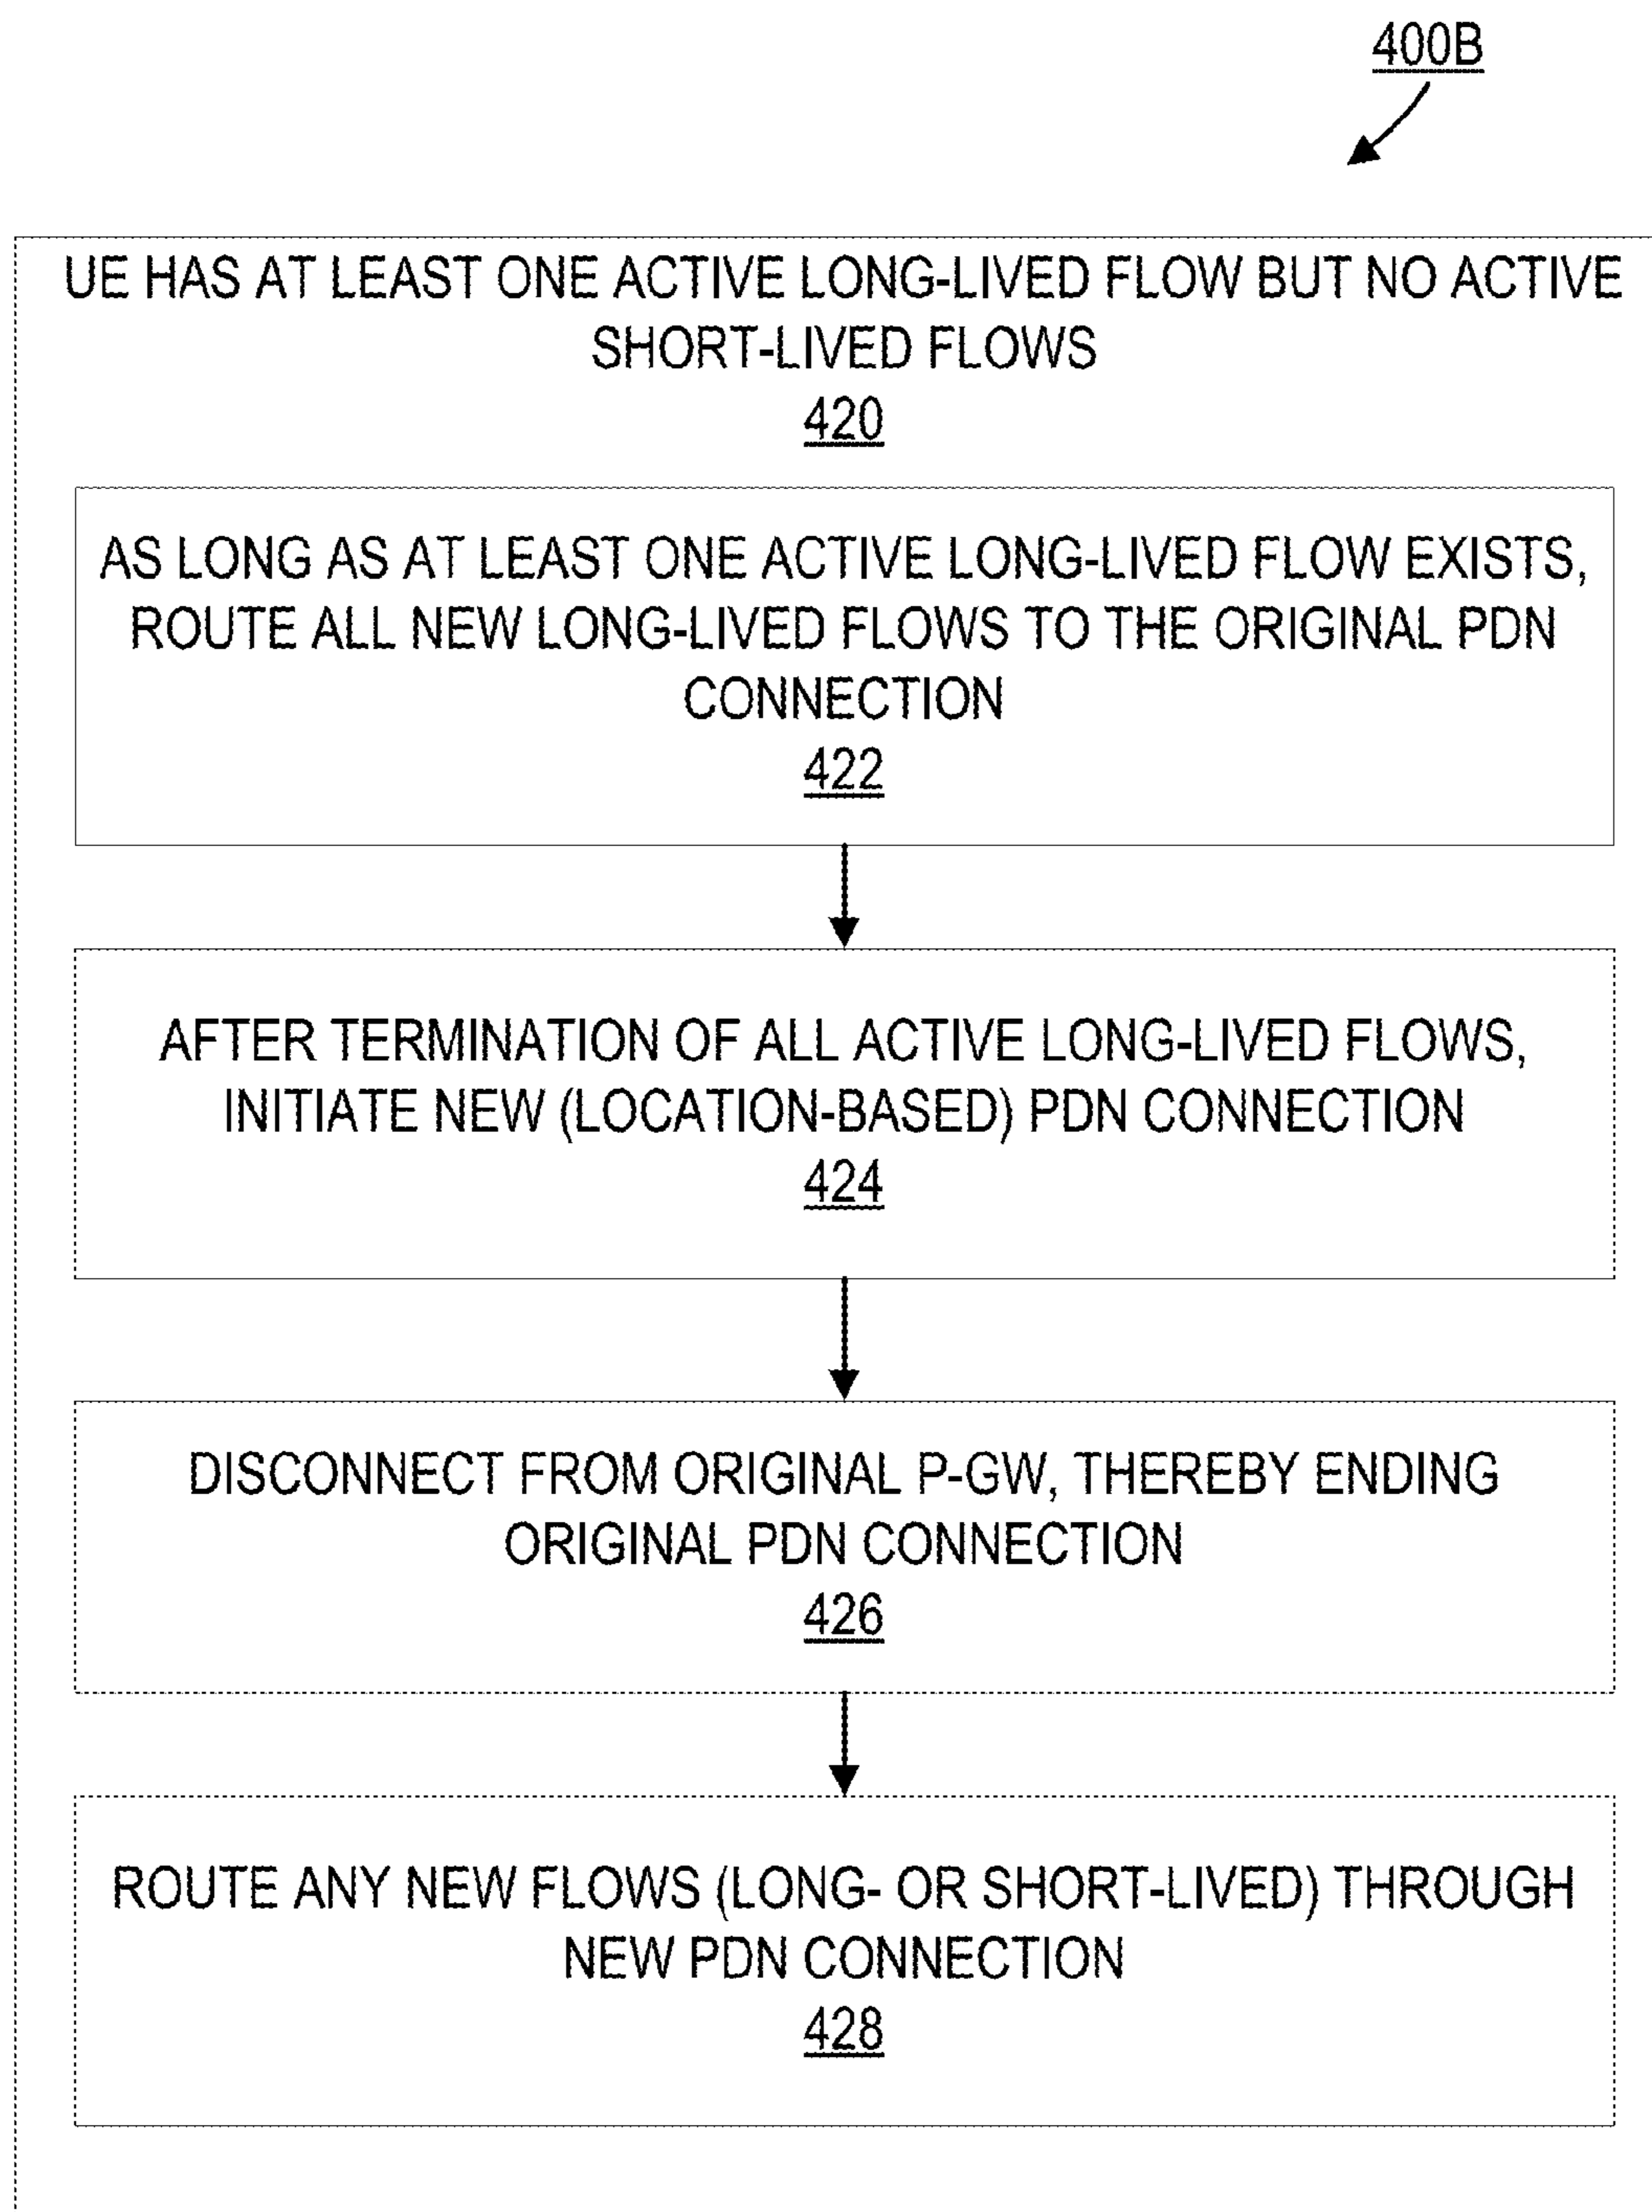 400B
UE HAS AT LEAST ONE ACTIVE LONG-LIVED FLOW BUT NO ACTIVE
SHORT-LIVED FLOWS
420
AS LONG AS AT LEAST ONE ACTIVE LONG-LIVED FLOW EXISTS,
ROUTE ALL NEW LONG-LIVED FLOWS TO THE ORIGINAL PDN
CONNECTION
422
AFTER TERMINATION OF ALL ACTIVE LONG-LIVED FLOWS,
INITIATE NEW (LOCATION-BASED) PDN CONNECTION
424
DISCONNECT FROM ORIGINAL P-GW, THEREBY ENDING
ORIGINAL PDN CONNECTION
426
ROUTE ANY NEW FLOWS (LONG- OR SHORT-LIVED) THROUGH
NEW PDN CONNECTION
428